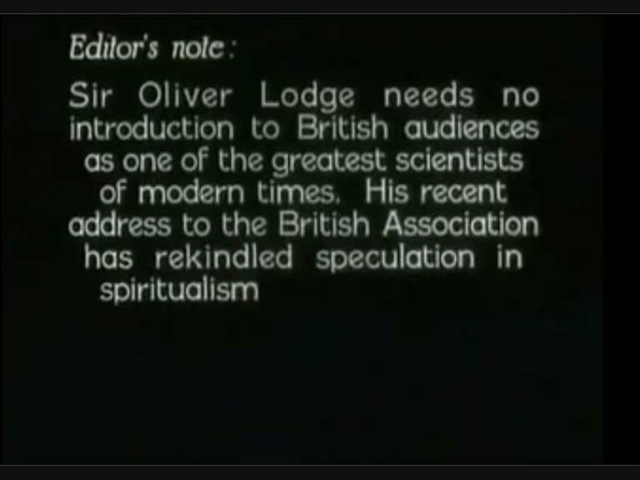 Editor's note:
Sir Oliver Lodge needs no
introduction to British audiences
as one of the greatest scientists
of modern times. His recent
address to the British Association
has rekindled speculation in
spiritualism